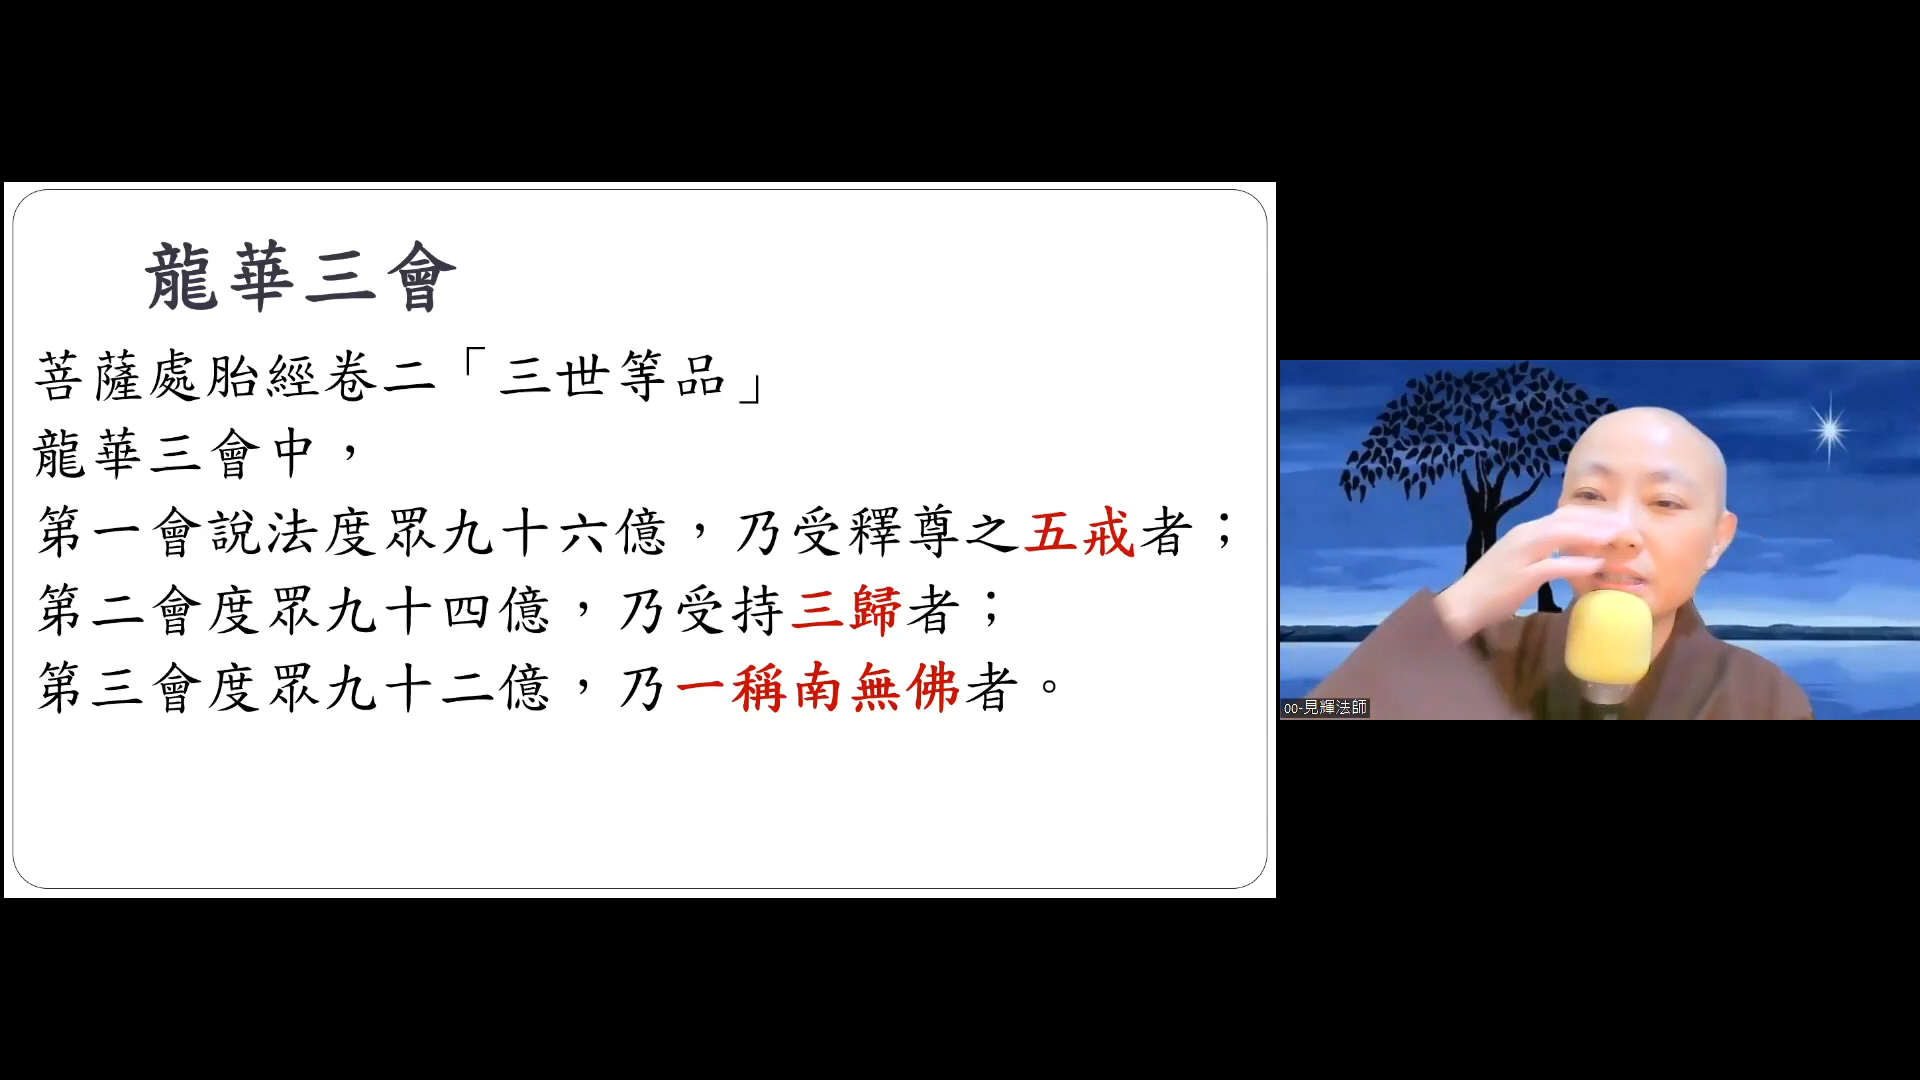 龍華三會
菩薩處胎經卷二「三世等品」
龍華三會中，
第一會說法度眾九十六億，乃受釋尊之五戒者；
第二會度眾九十四億，乃受持三歸者；
第三會度眾九十二億，乃一稱南無佛者。
00-見輝法師